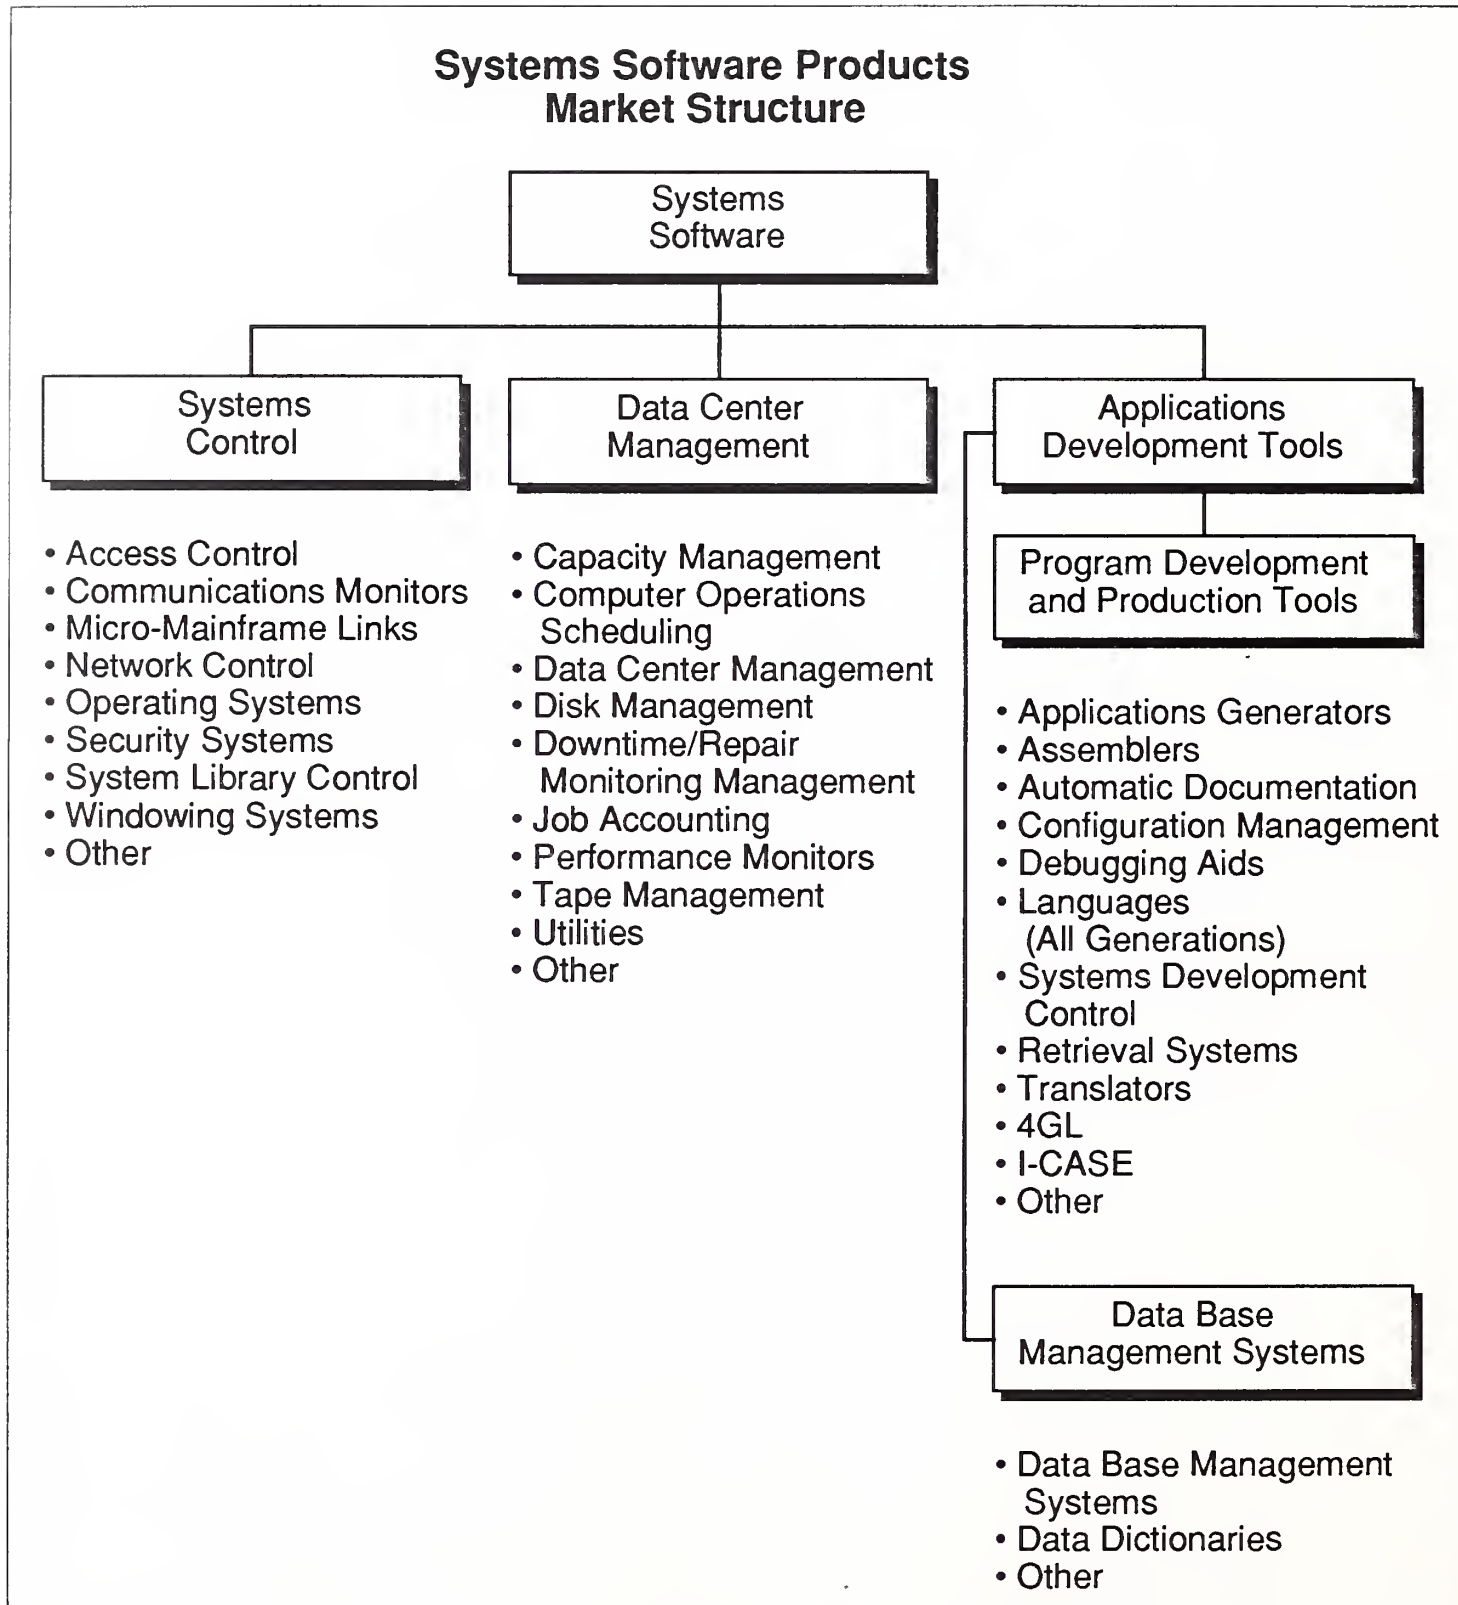 Systems Software Products
Market Structure
Systems
Software
Systems
Control
• Access Control
• Communications Monitors
• Micro-Mainframe Links
• Network Control
• Operating Systems
• Security Systems
• System Library Control
• Windowing Systems
• Other
Data Center
Management
• Capacity Management
• Computer Operations
Scheduling
• Data Center Management
• Disk Management
• Downtime/Repair
Monitoring Management
• Job Accounting
• Performance Monitors
• Tape Management
• Utilities
• Other
Applications
Development Tools
Program Development
and Production Tools
• Applications Generators
• Assemblers
• Automatic Documentation
• Configuration Management
• Debugging Aids
• Languages
(All Generations)
• Systems Development
Control
• Retrieval Systems
• Translators
• 4GL
• I-CASE
• Other
Data Base
Management Systems
• Data Base Management
Systems
• Data Dictionaries
• Other